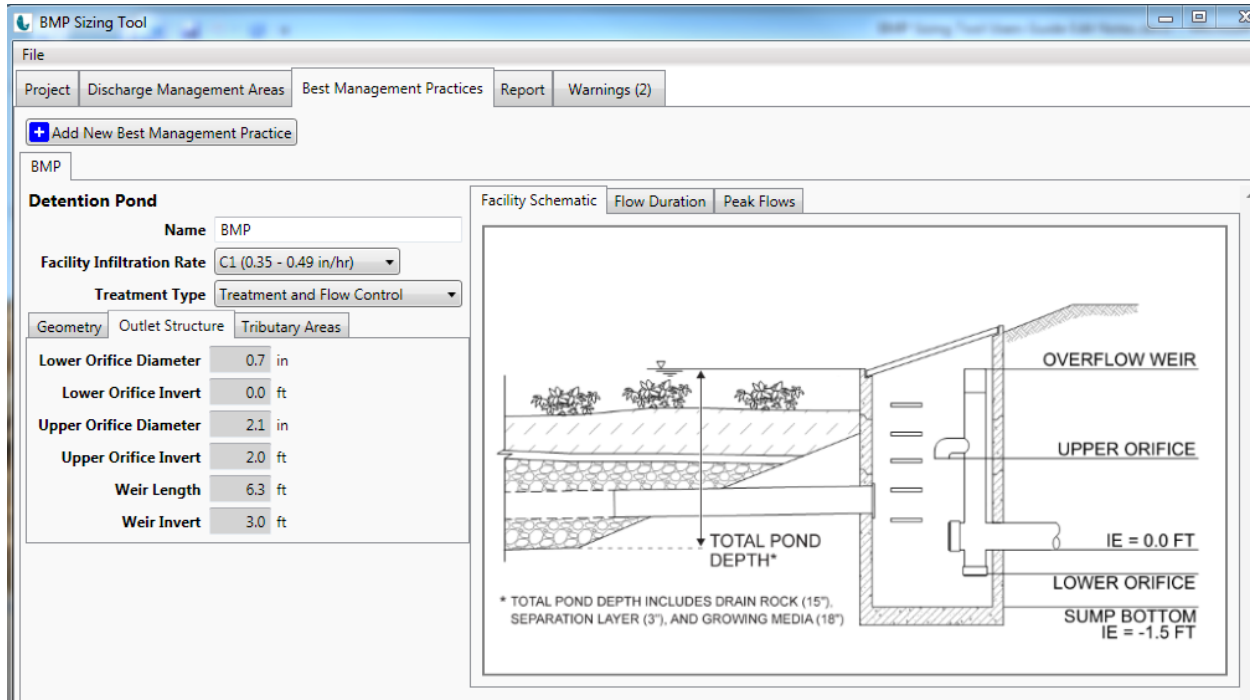 BMP Sizing Tool
File
Project Discharge Management Areas Best Management Practices Report Warnings (2)
Add New Best Management Practice
BMP
Detention Pond
Name BMP
Facility Infiltration Rate C1 (0.35 - 0.49 in/hr)
Treatment Type Treatment and Flow Control
Geometry Outlet Structure Tributary Areas
Lower Orifice Diameter 0.7 in
Lower Orifice Invert 0.0 ft
Upper Orifice Diameter 2.1 in
Upper Orifice Invert 2.0 ft
Weir Length 6.3 ft
Weir Invert 3.0 ft
Facility Schematic Flow Duration Peak Flows
OVERFLOW WEIR
UPPER ORIFICE
TOTAL POND
DEPTH*
IE = 0.0 FT
LOWER ORIFICE
SUMP BOTTOM
IE = -1.5 FT
* TOTAL POND DEPTH INCLUDES DRAIN ROCK (15"),
SEPARATION LAYER (3"), AND GROWING MEDIA (18")